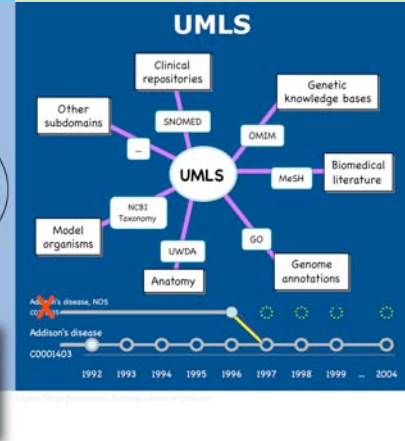 UMLS
Clinical
repositories
Genetic
knowledge bases
Other
subdomains
SNOMED
OMIM
...
UMLS
MeSH
Biomedical
literature
NCBI
Taxonomy
Model
organisms
UWDA
GO
Anatomy
Genome
annotations
Addison's disease, NOS
Addison's disease
C0001403
1992 1993 1994 1995 1996 1997 1998 1999 ... 2004